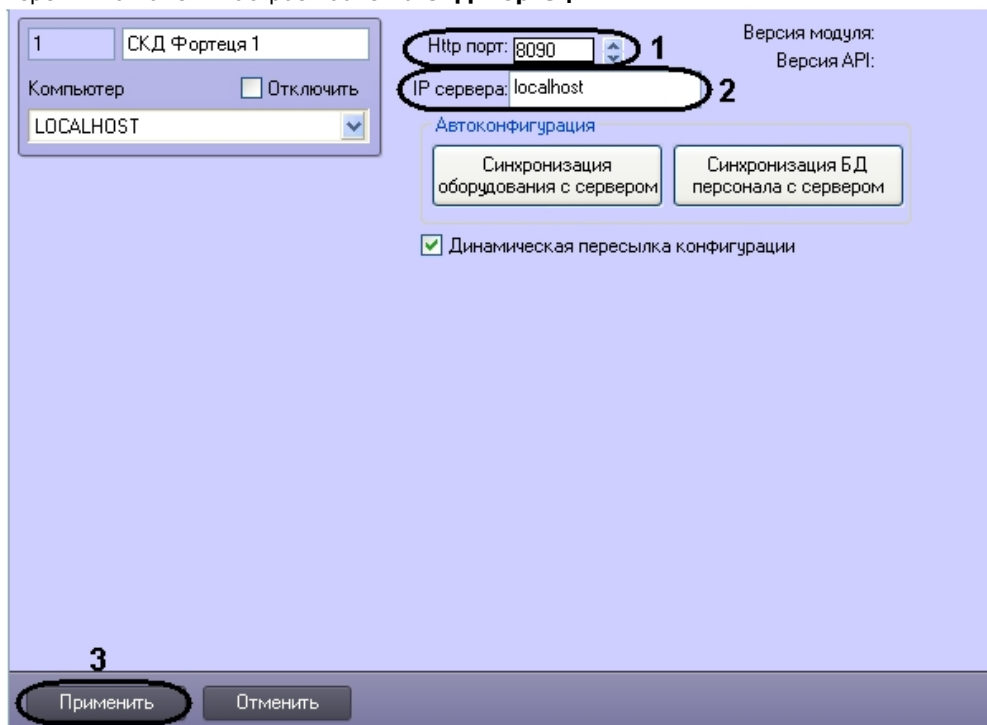 1
СКД Фортеця 1
Компьютер
Отключить
LOCALHOST
Http порт: 8090
1
IP сервера: localhost
2
Версия модуля:
Версия API:
Автоконфигурация
Синхронизация
оборудования с сервером
Синхронизация БД
персонала с сервером
Динамическая пересылка конфигурации
3
Применить
Отменить